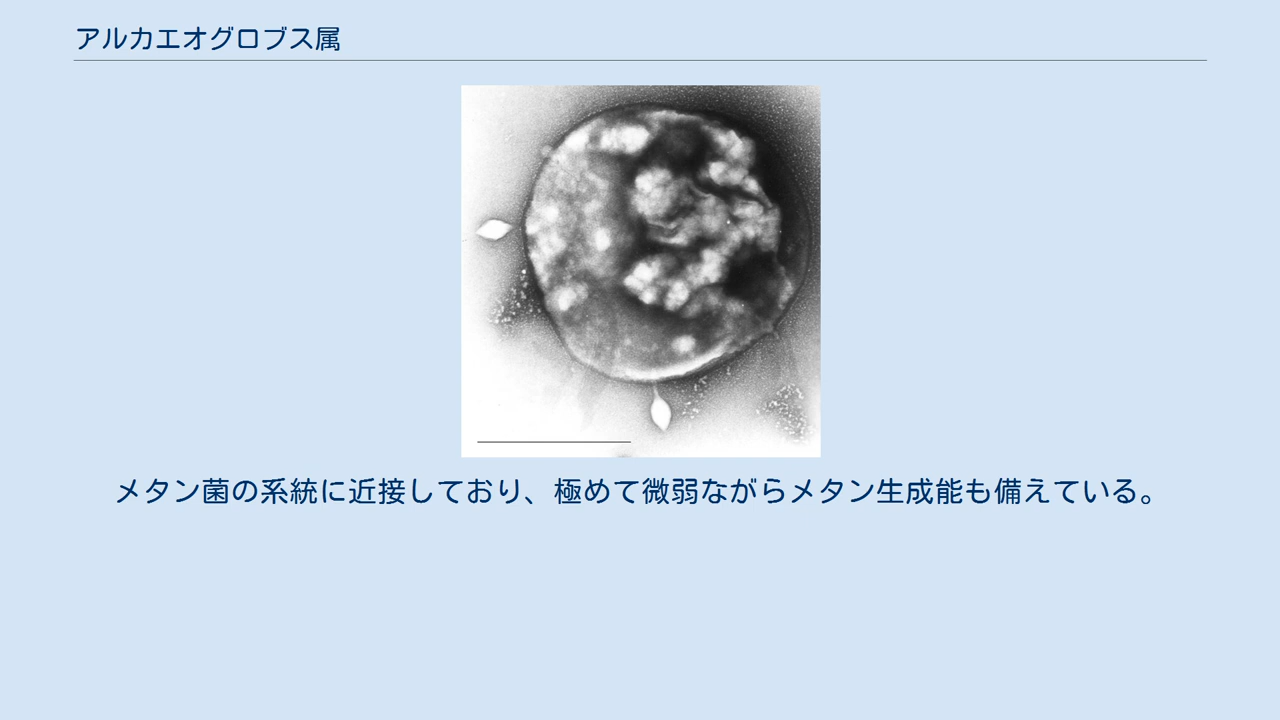 アルカエオグロブス属
メタン菌の系統に近接しており、極めて微弱ながらメタン生成能も備えている。